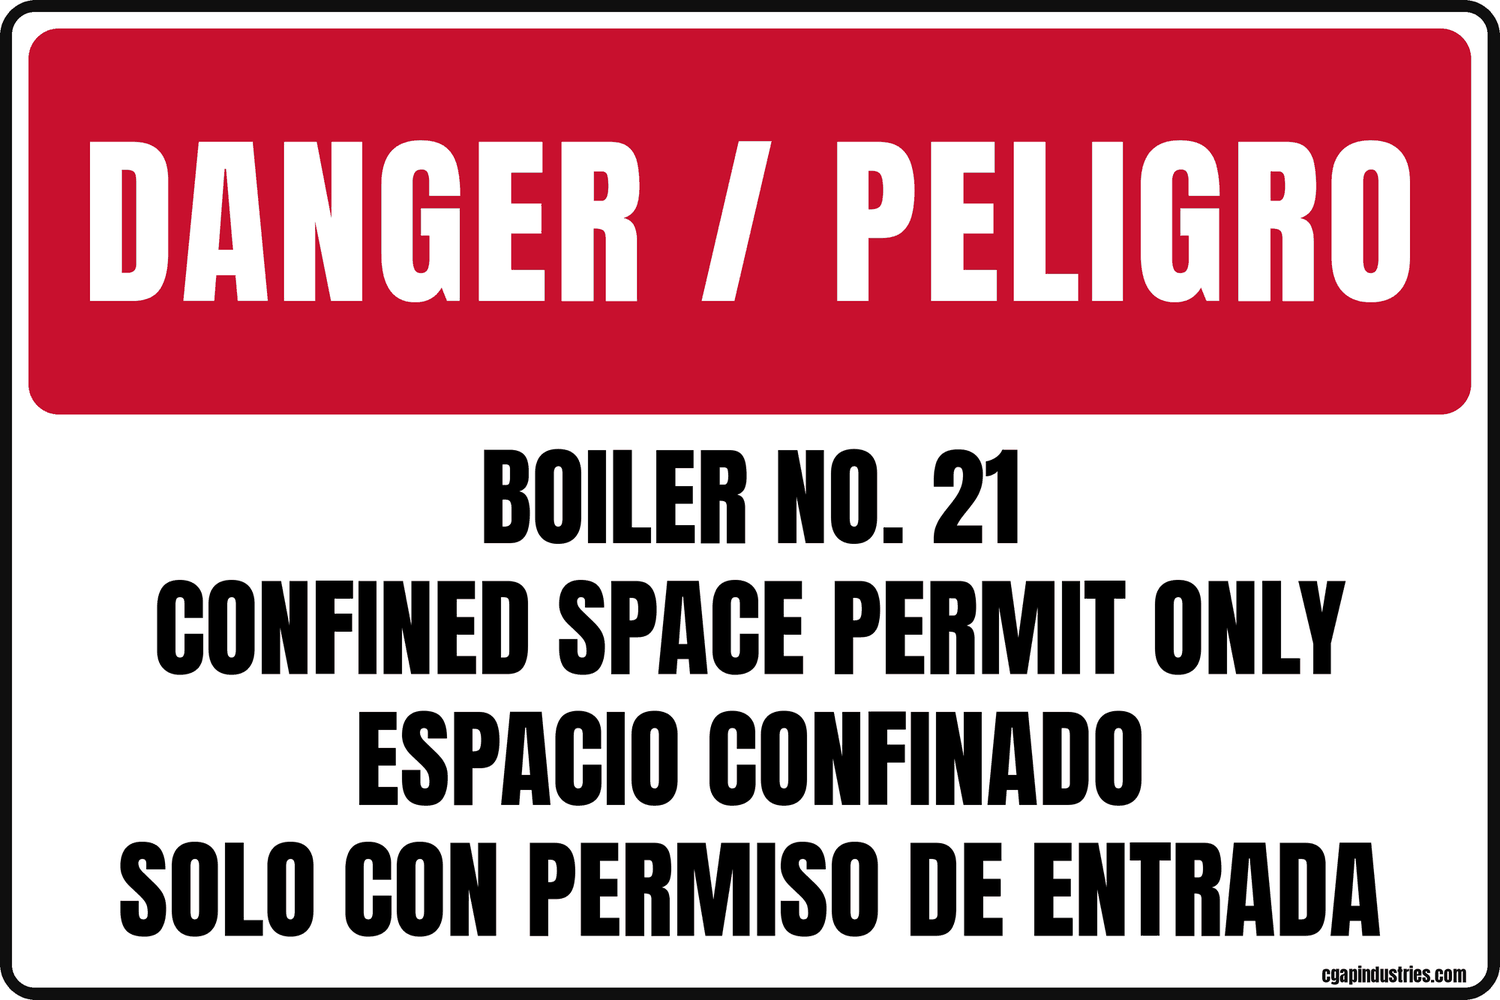 DANGER / PELIGRO
BOILER NO. 21
CONFINED SPACE PERMIT ONLY
ESPACIO CONFINADO
SOLO CON PERMISO DE ENTRADA
cgapindustries.com